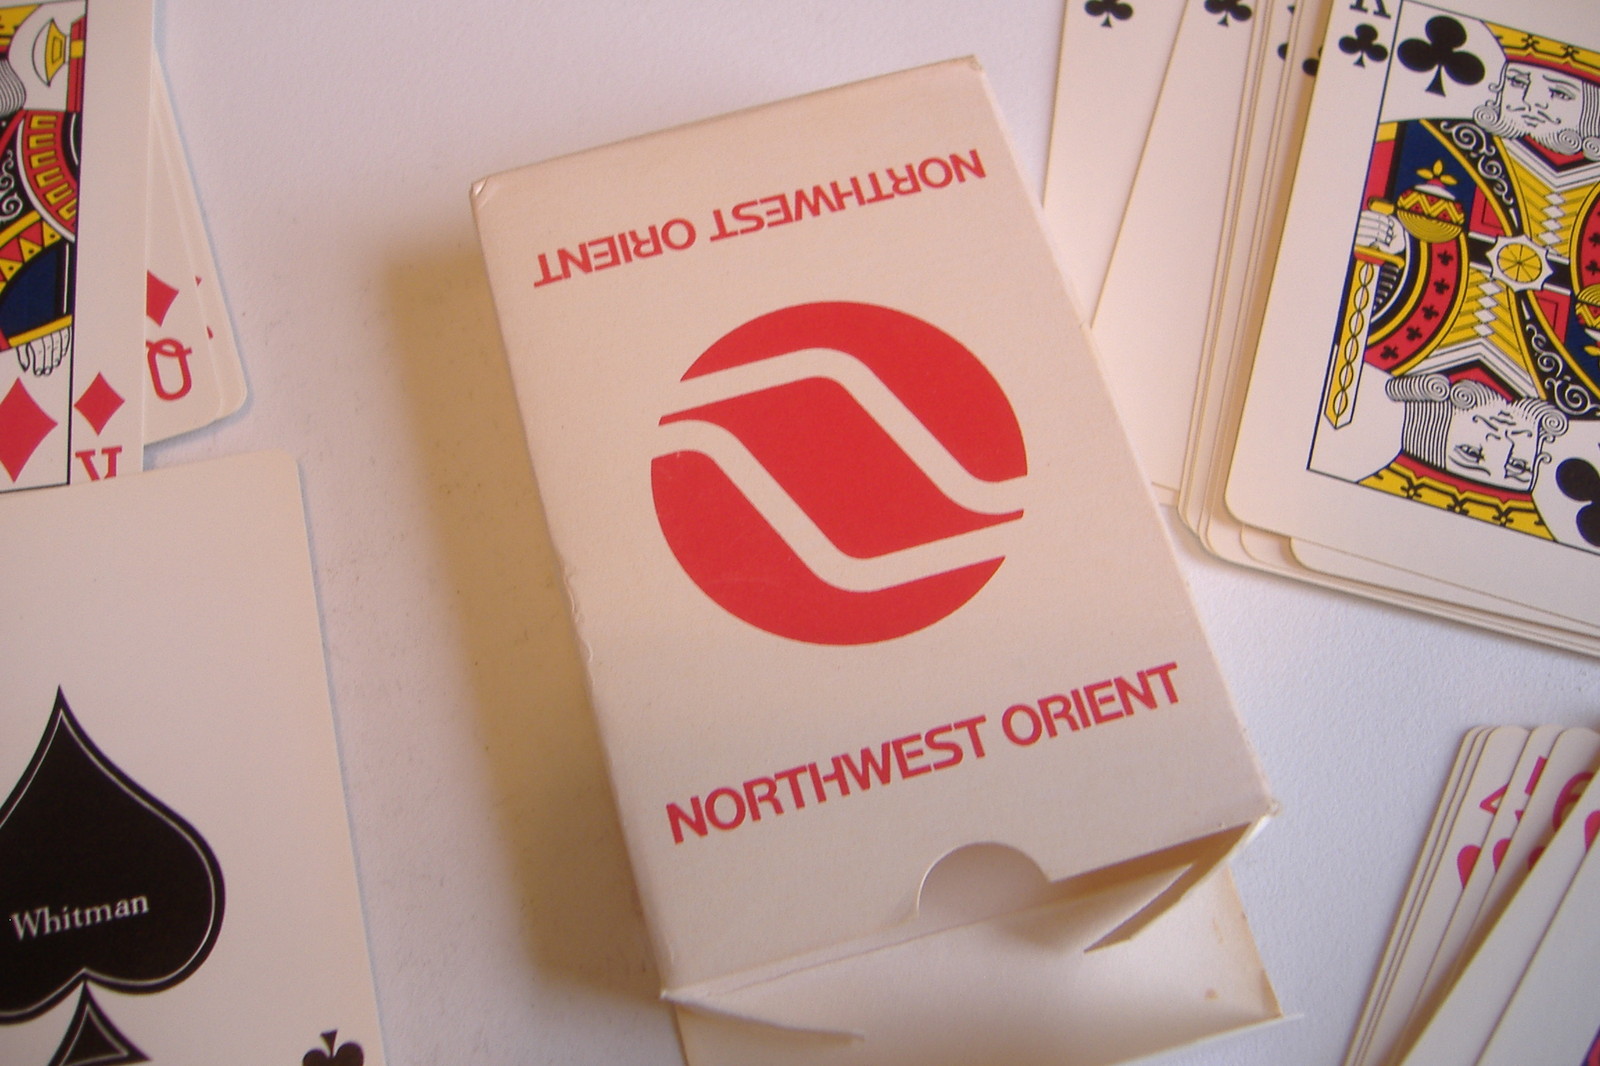 NORTHWEST ORIENT
NORTHWEST ORIENT
K
K
Q
Whitman